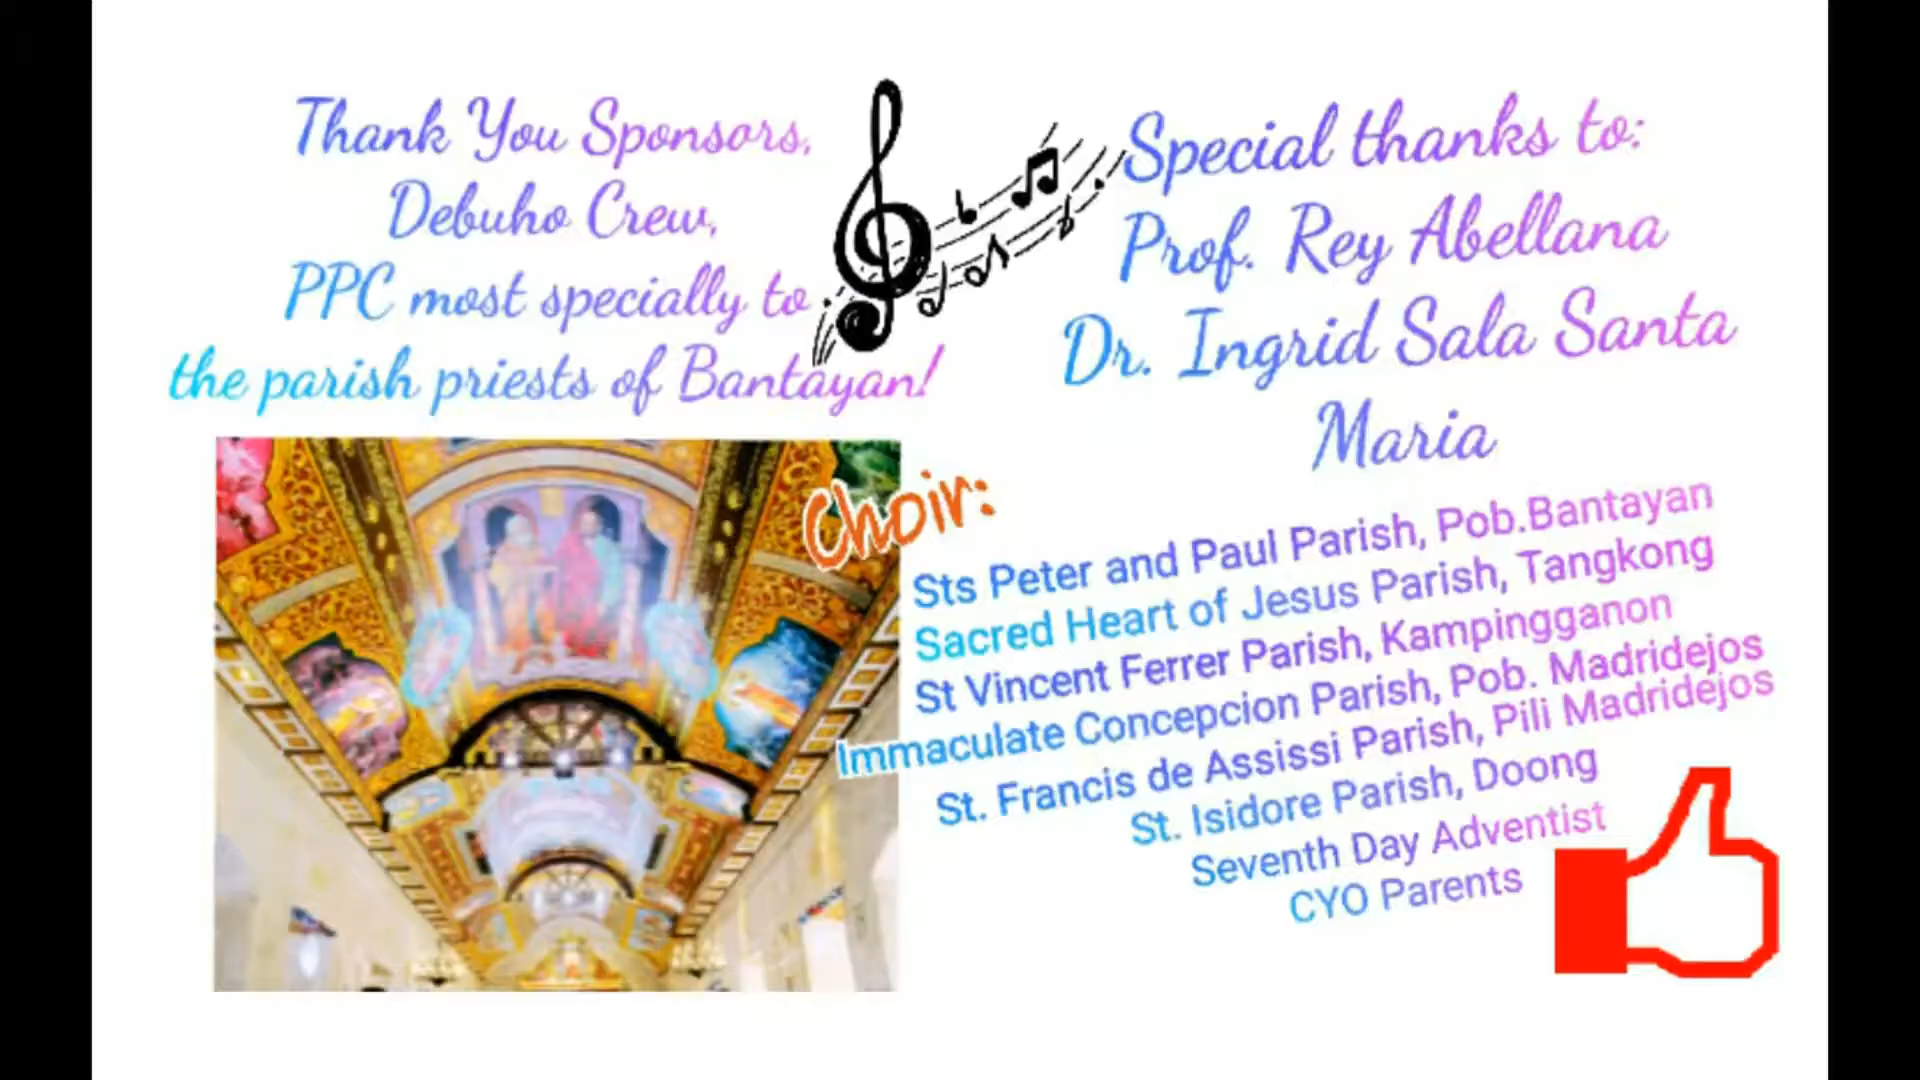 Thank You Sponsors,
Debuho Crew,
PPC most specially to
the parish priests of Bantayan!
Special thanks to:
Prof. Rey Abellana
Dr. Ingrid Sala Santa
Maria
Choir:
Sts Peter and Paul Parish, Pob.Bantayan
Sacred Heart of Jesus Parish, Tangkong
St Vincent Ferrer Parish, Kampingganon
Immaculate Concepcion Parish, Pob. Madridejos
St. Francis de Assissi Parish, Pili Madridejos
St. Isidore Parish, Doong
Seventh Day Adventist
CYO Parents